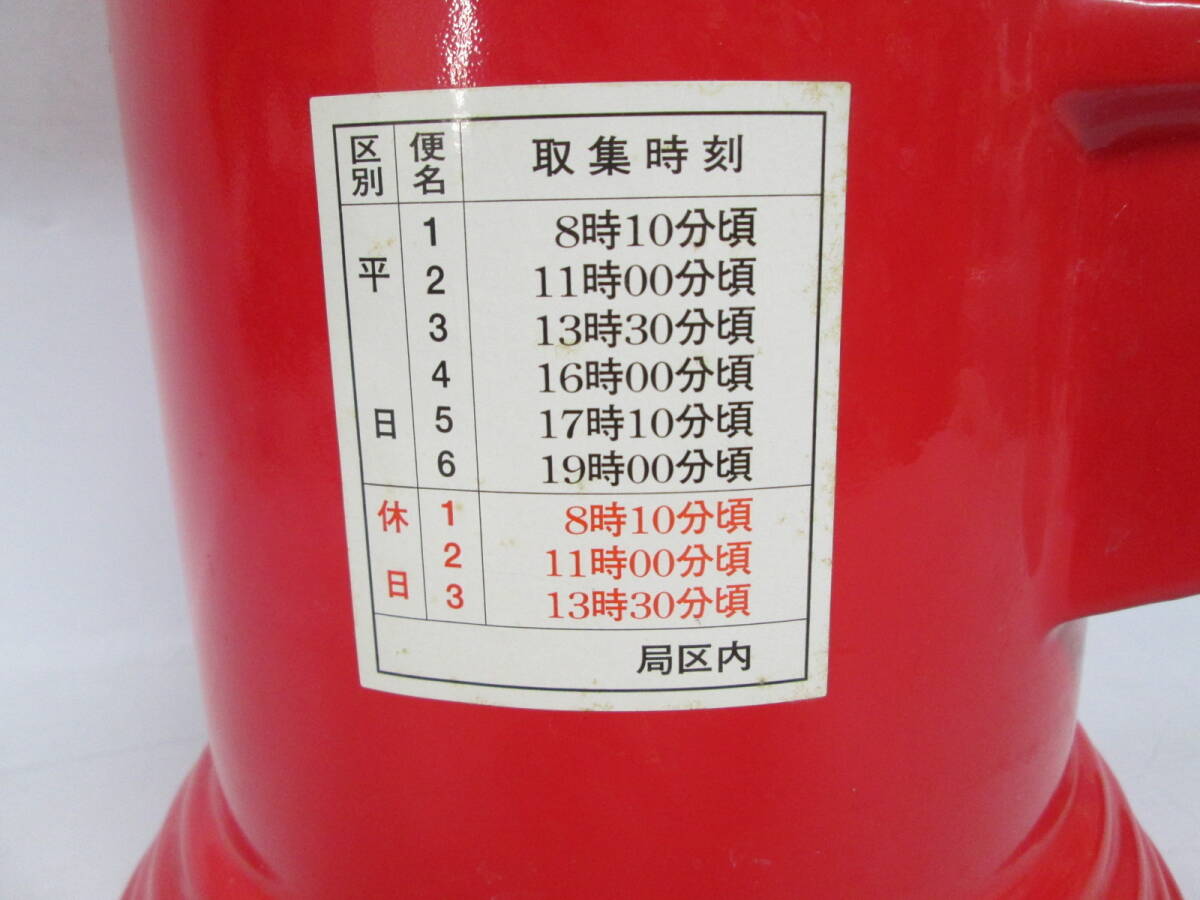 区別 便名 取集時刻
平日 1 8時10分頃
2 11時00分頃
3 13時30分頃
4 16時00分頃
5 17時10分頃
6 19時00分頃
休日 1 8時10分頃
2 11時00分頃
3 13時30分頃
局区内